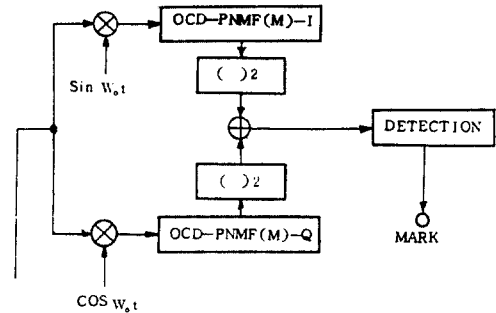 OCD-PNMF(M)-I
Sin W₀t
( )2
DETECTION
( )2
OCD-PNMF(M)-Q
MARK
COS W₀t